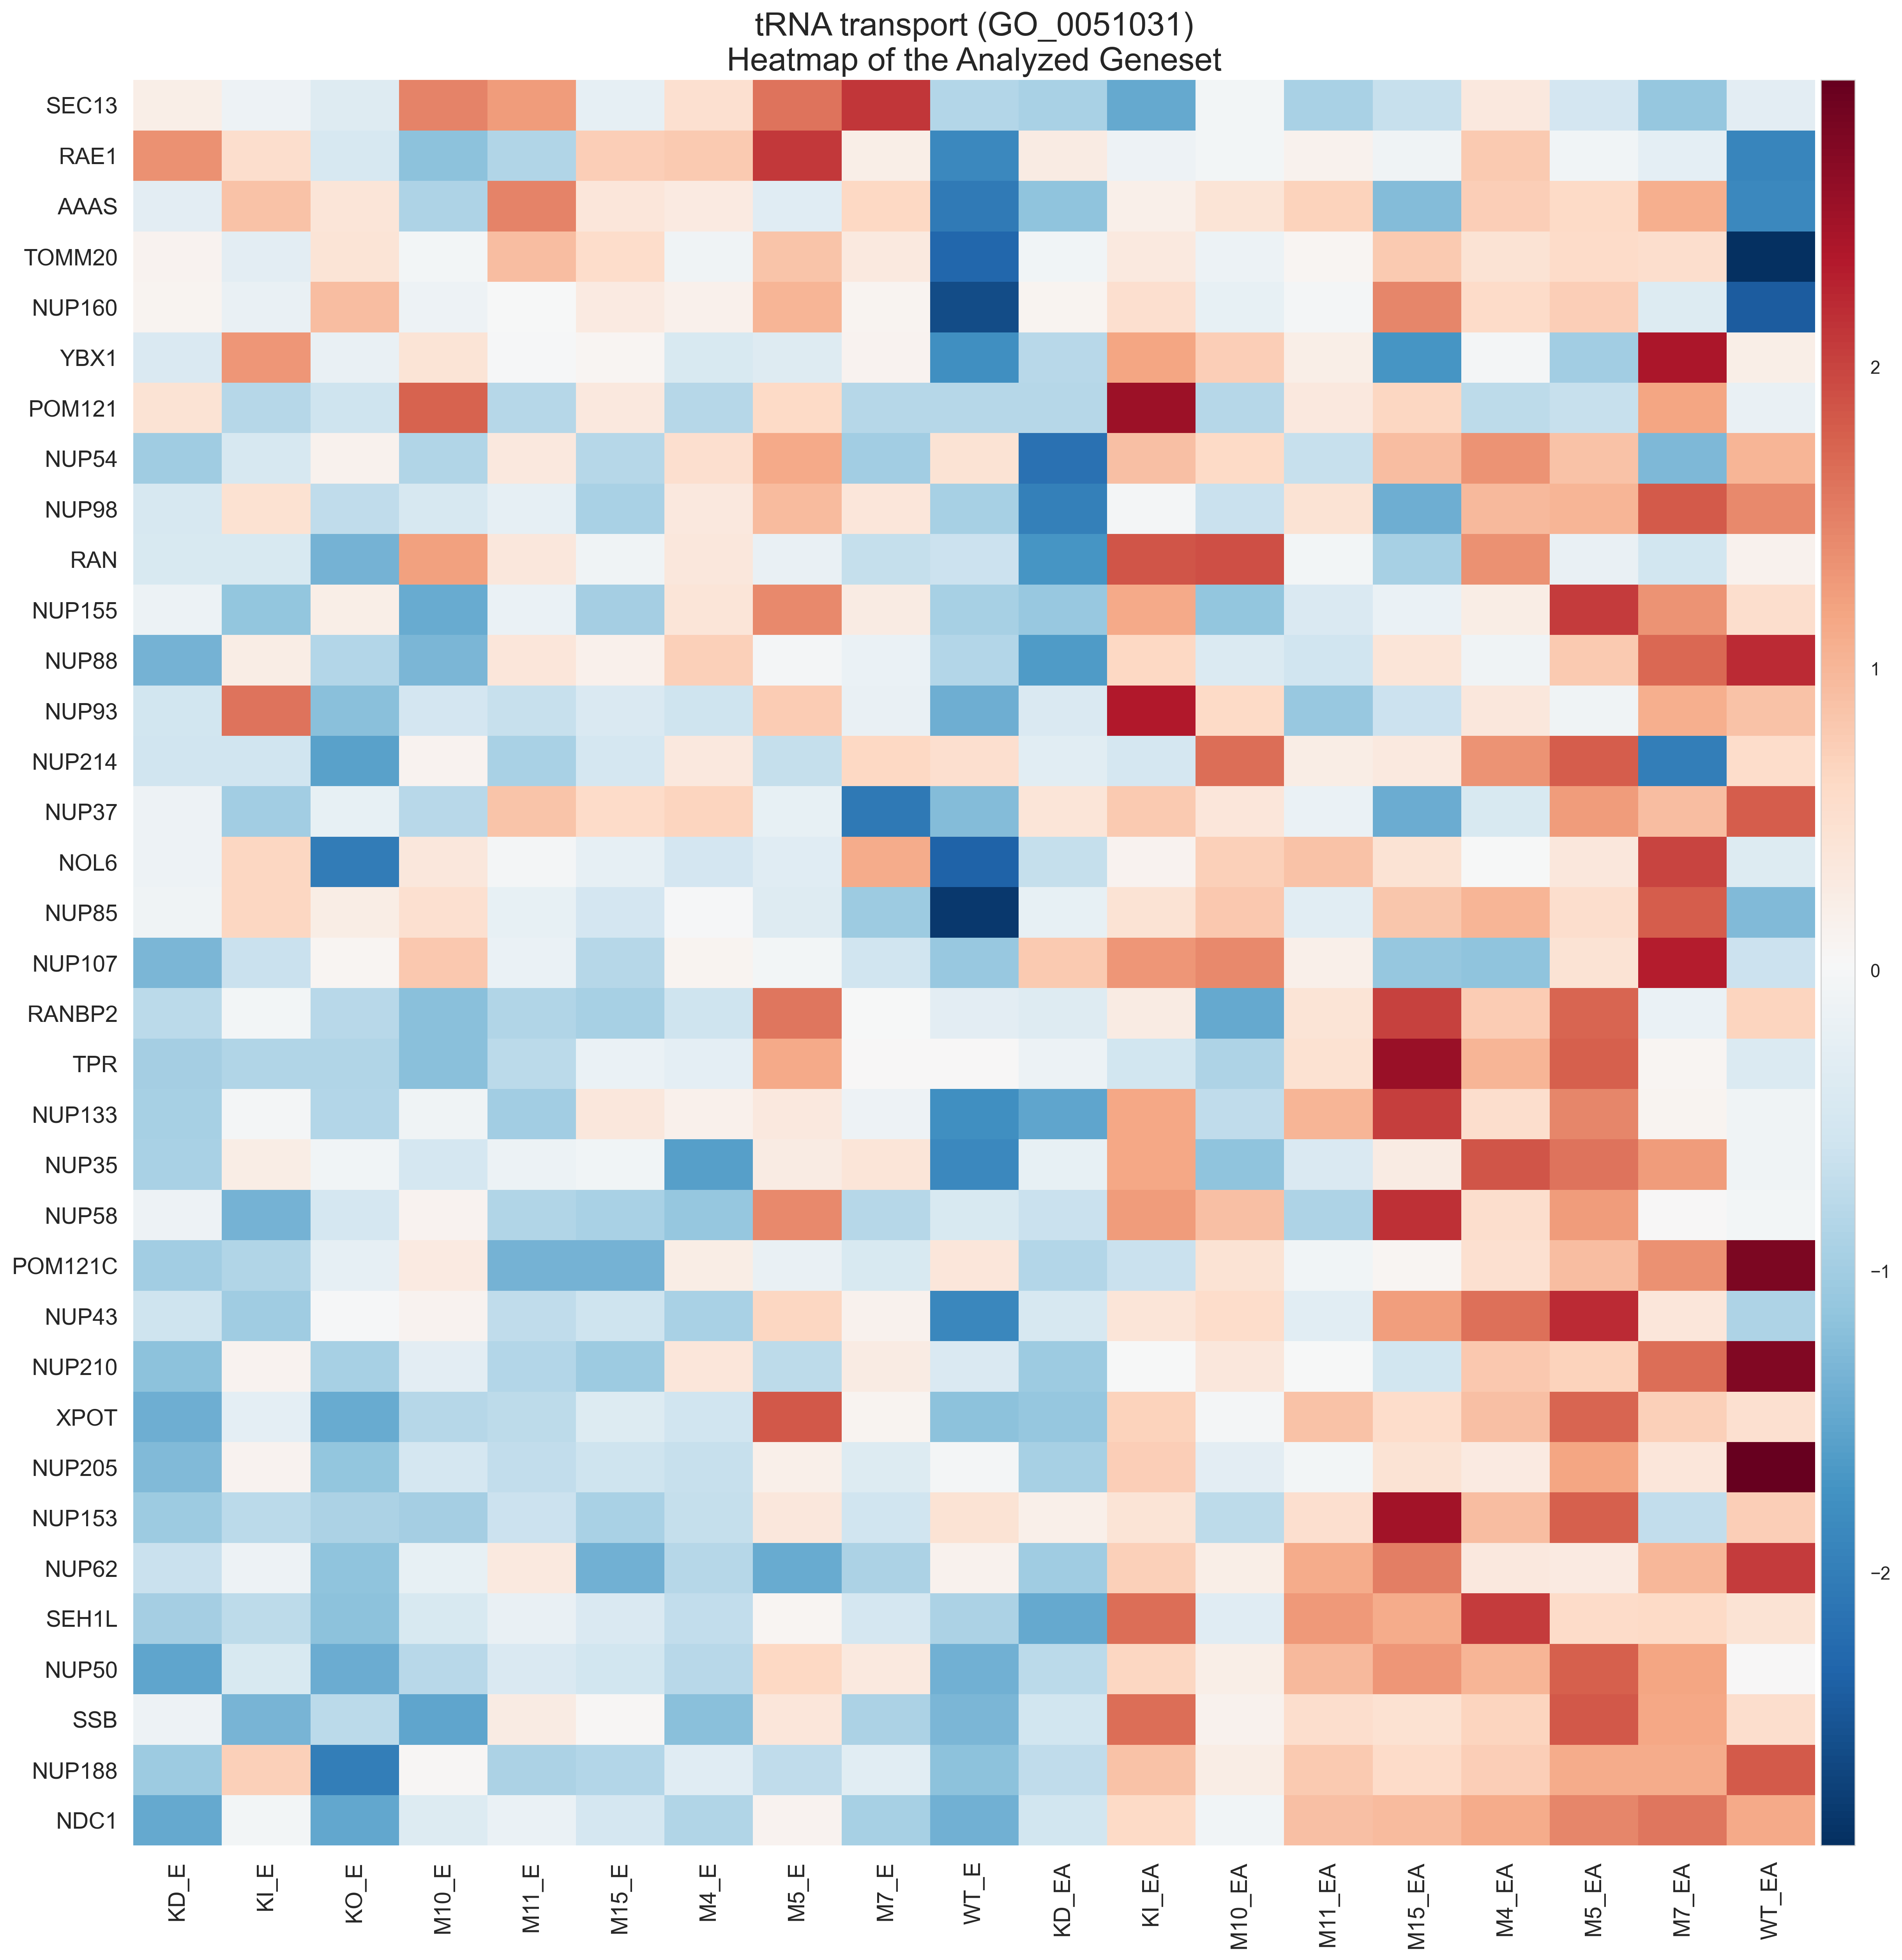 tRNA transport (GO_0051031)
Heatmap of the Analyzed Geneset
SEC13
RAE1
AAAS
TOMM20
NUP160
YBX1
POM121
NUP54
NUP98
RAN
NUP155
NUP88
NUP93
NUP214
NUP37
NOL6
NUP85
NUP107
RANBP2
TPR
NUP133
NUP35
NUP58
POM121C
NUP43
NUP210
XPOT
NUP205
NUP153
NUP62
SEH1L
NUP50
SSB
NUP188
NDC1
KD_E
KI_E
KO_E
M10_E
M11_E
M15_E
M4_E
M5_E
M7_E
WT_E
KD_EA
KI_EA
M10_EA
M11_EA
M15_EA
M4_EA
M5_EA
M7_EA
WT_EA
2
1
0
−1
−2